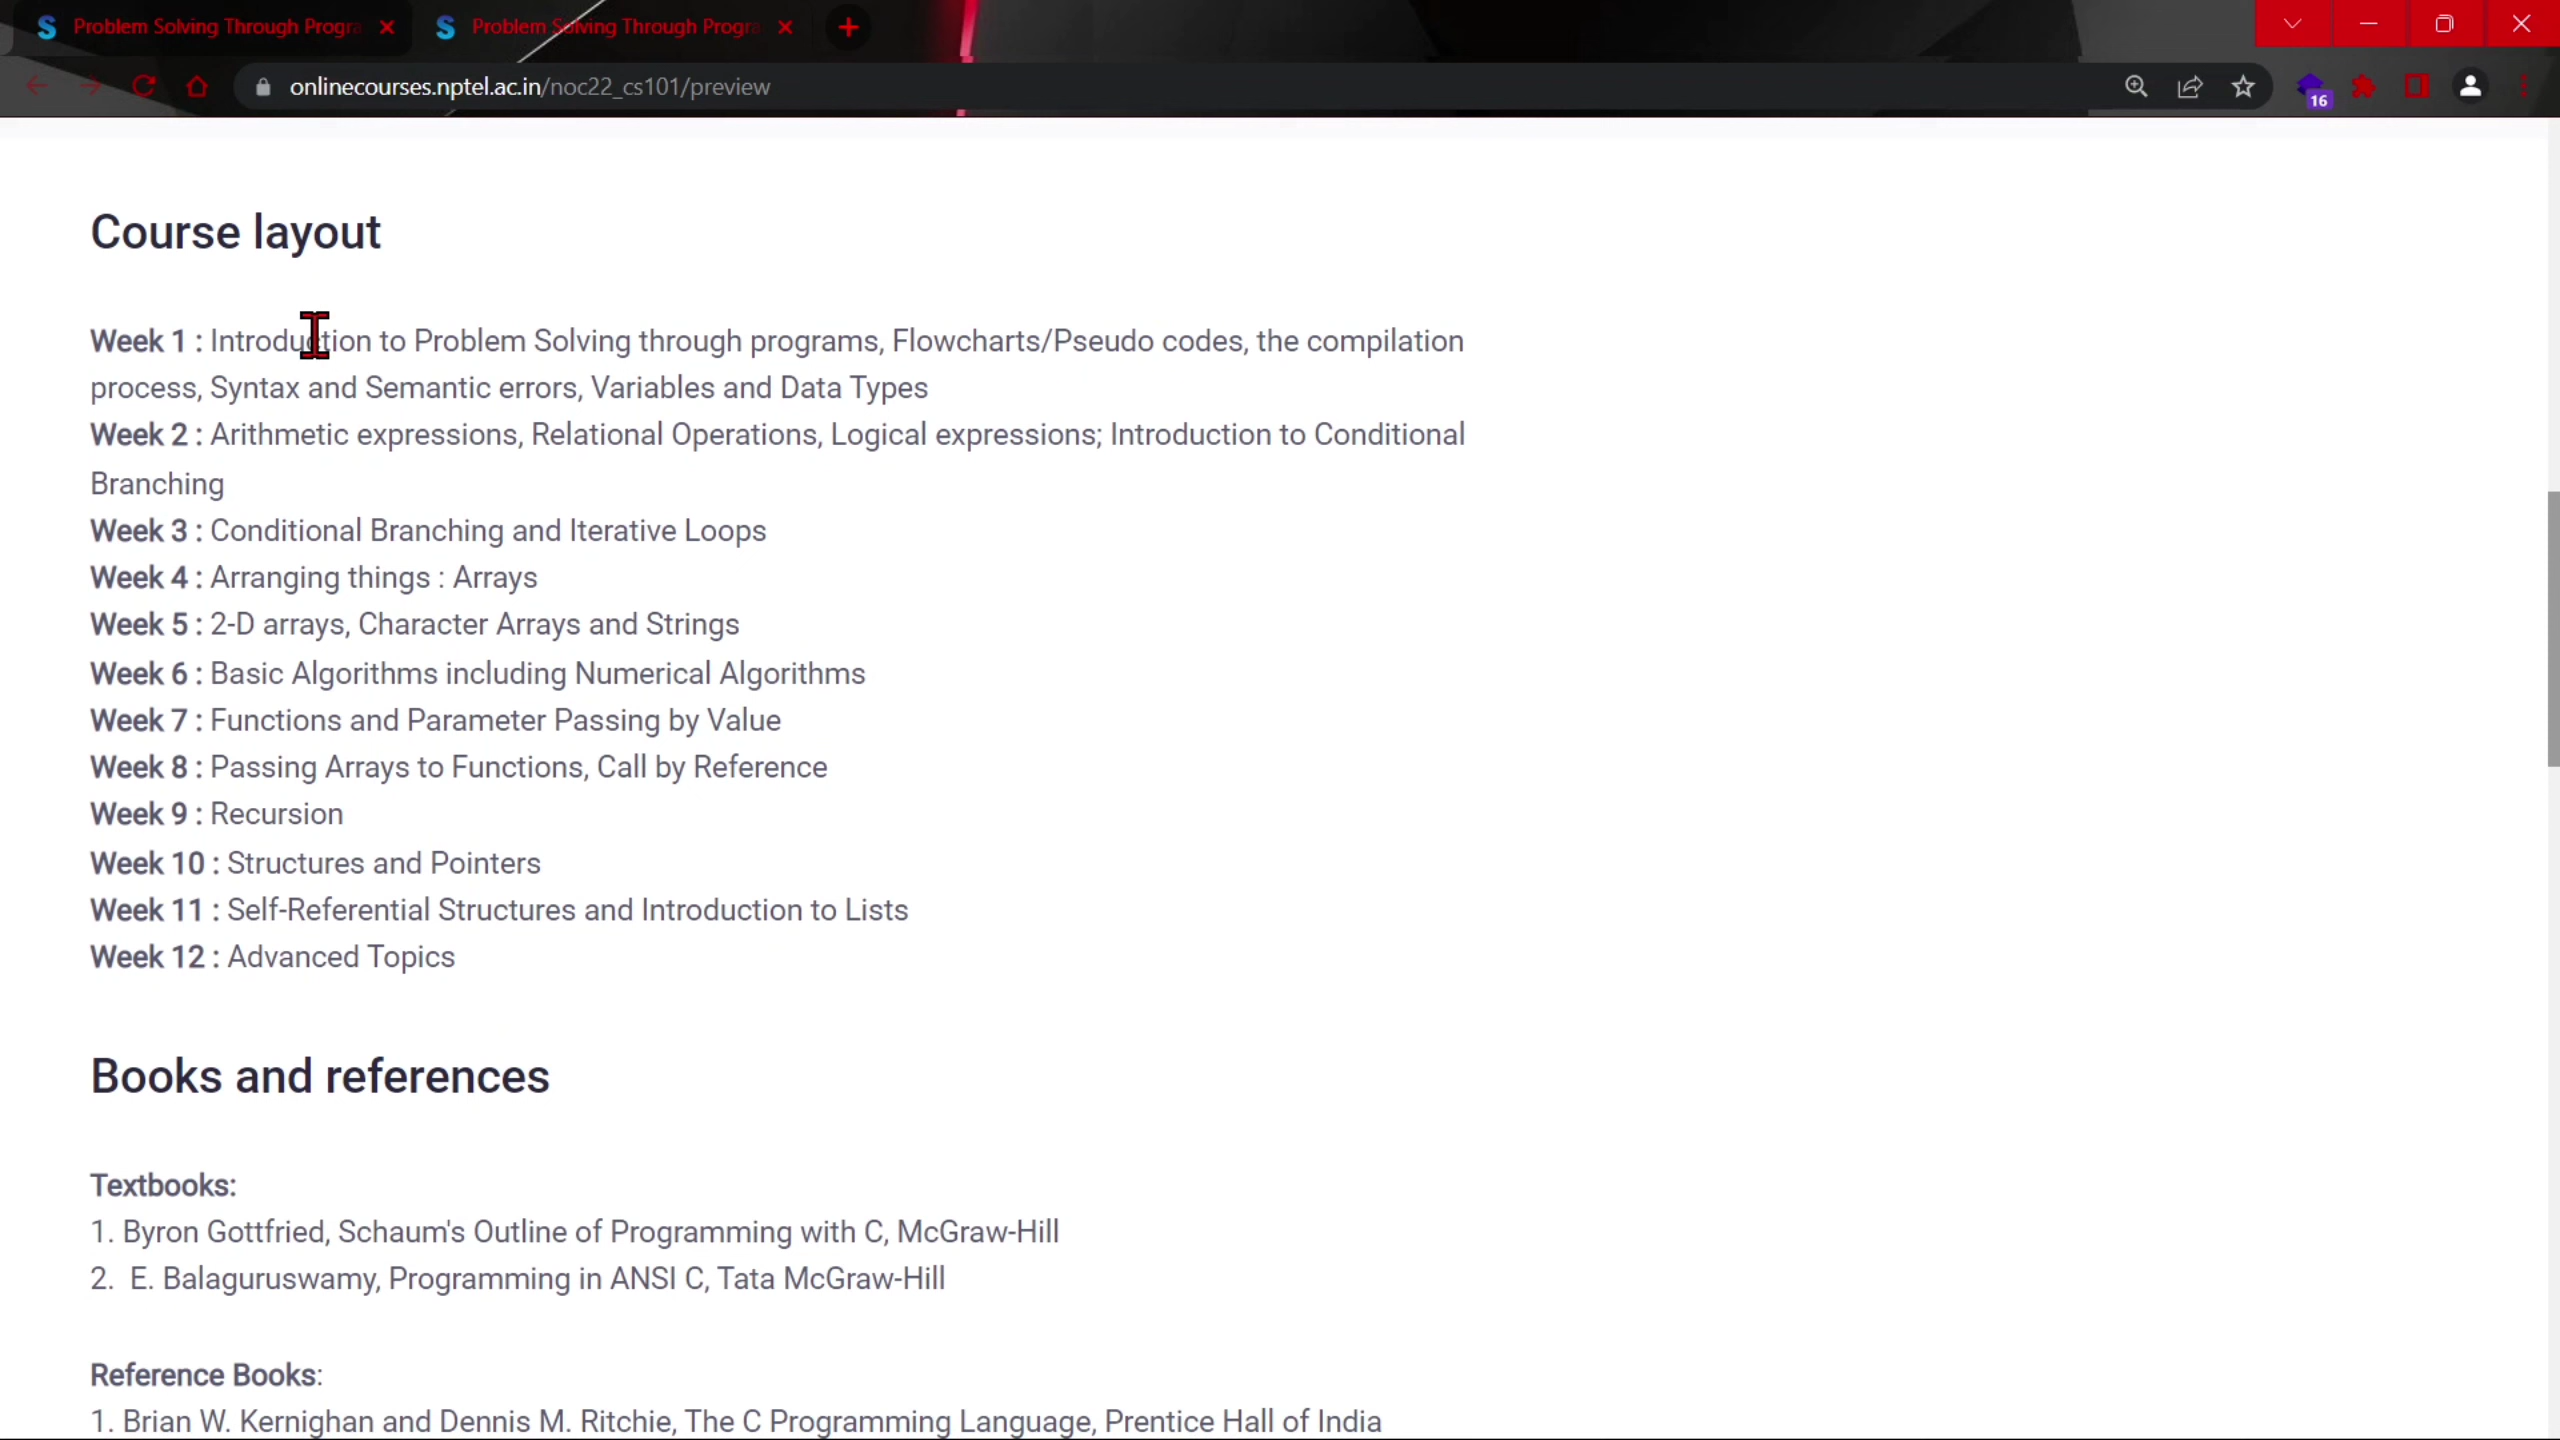 Problem Solving Through Progra
Problem Solving Through Progra
onlinecourses.nptel.ac.in/noc22_cs101/preview
16
Course layout
Week 1 : Introduction to Problem Solving through programs, Flowcharts/Pseudo codes, the compilation
process, Syntax and Semantic errors, Variables and Data Types
Week 2 : Arithmetic expressions, Relational Operations, Logical expressions; Introduction to Conditional
Branching
Week 3 : Conditional Branching and Iterative Loops
Week 4 : Arranging things : Arrays
Week 5 : 2-D arrays, Character Arrays and Strings
Week 6 : Basic Algorithms including Numerical Algorithms
Week 7 : Functions and Parameter Passing by Value
Week 8 : Passing Arrays to Functions, Call by Reference
Week 9 : Recursion
Week 10 : Structures and Pointers
Week 11 : Self-Referential Structures and Introduction to Lists
Week 12 : Advanced Topics
Books and references
Textbooks:
1. Byron Gottfried, Schaum's Outline of Programming with C, McGraw-Hill
2. E. Balaguruswamy, Programming in ANSI C, Tata McGraw-Hill
Reference Books:
1. Brian W. Kernighan and Dennis M. Ritchie, The C Programming Language, Prentice Hall of India